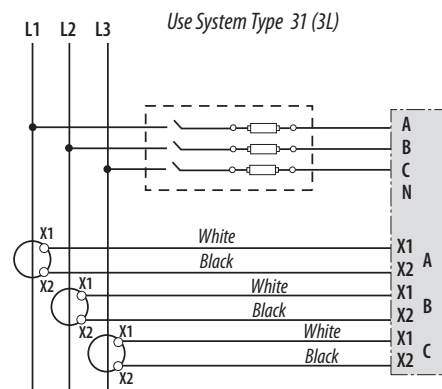 Use System Type 31 (3L)
L1 L2 L3
A
B
C
N
X1 White X1
Black A
X2 X1 White X2
Black X1
X2 X1 White X2 B
Black X1
X2 X2 C